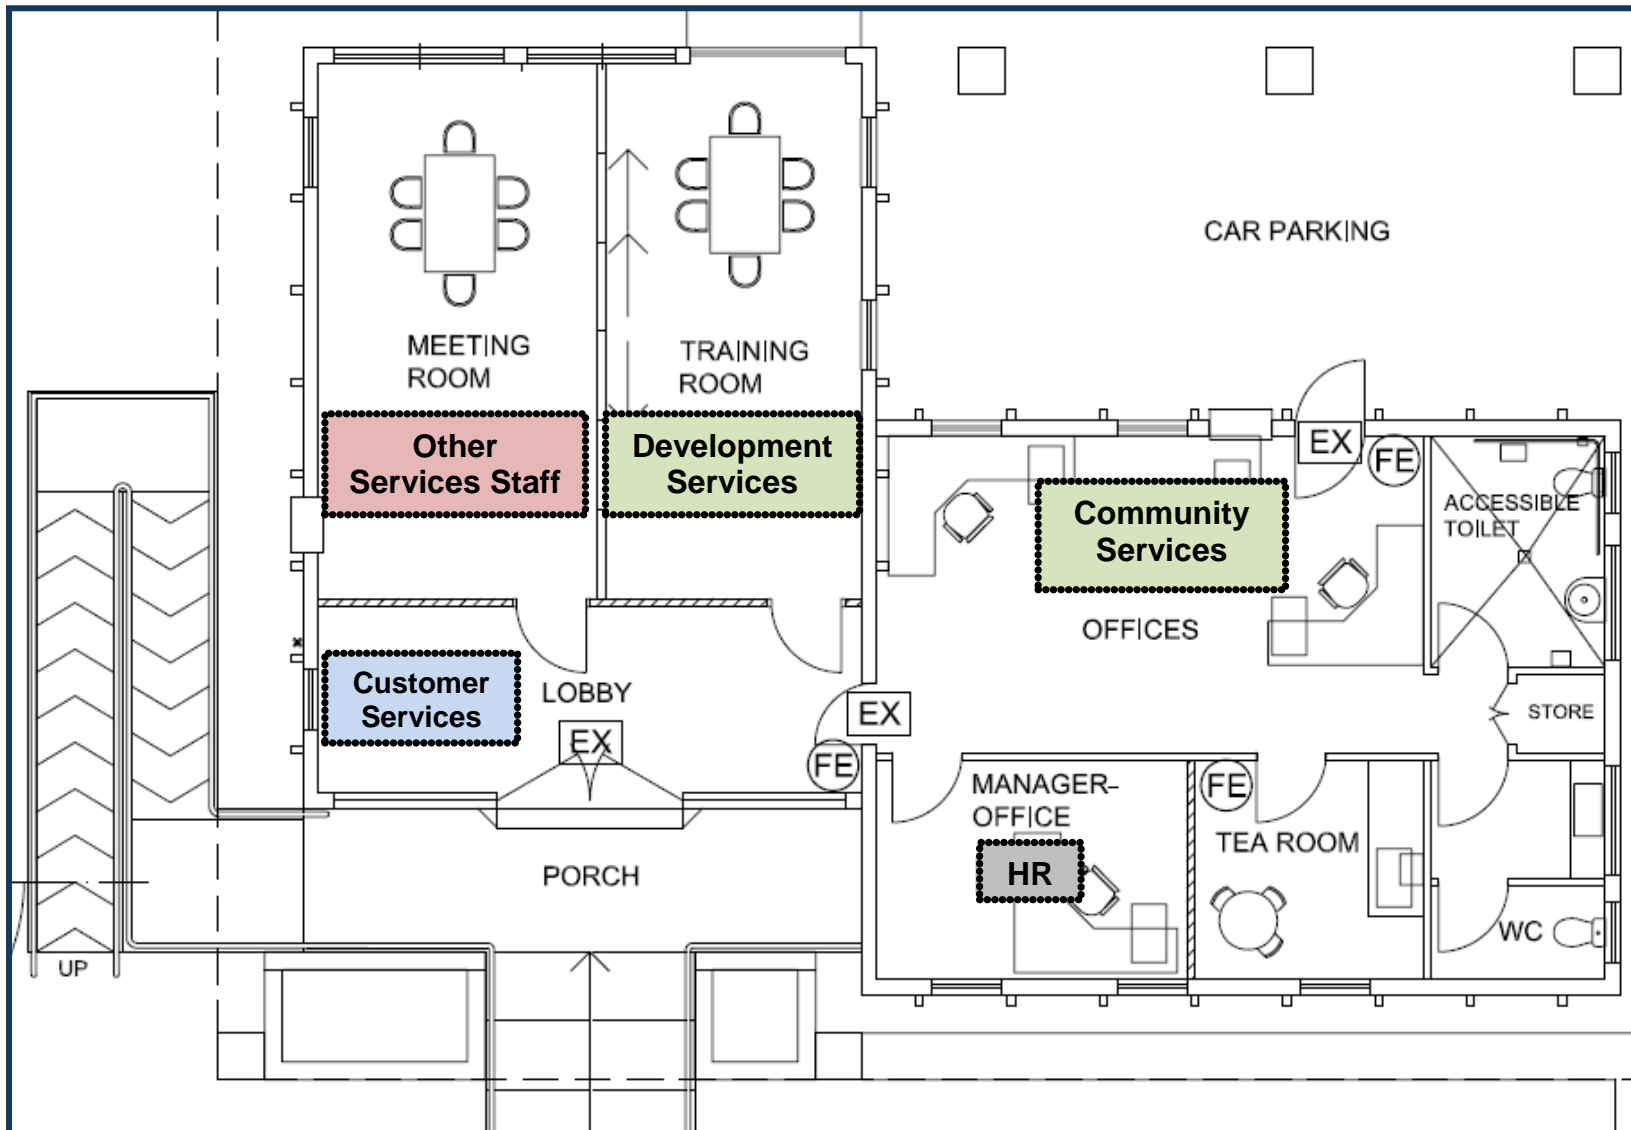 CAR PARKING
MEETING
ROOM
TRAINING
ROOM
Other
Services Staff
Development
Services
EX
FE
Community
Services
ACCESSIBLE
TOILET
OFFICES
Customer
Services
LOBBY
EX
EX
STORE
FE
MANAGER-
OFFICE
FE
TEA ROOM
HR
PORCH
WC
UP